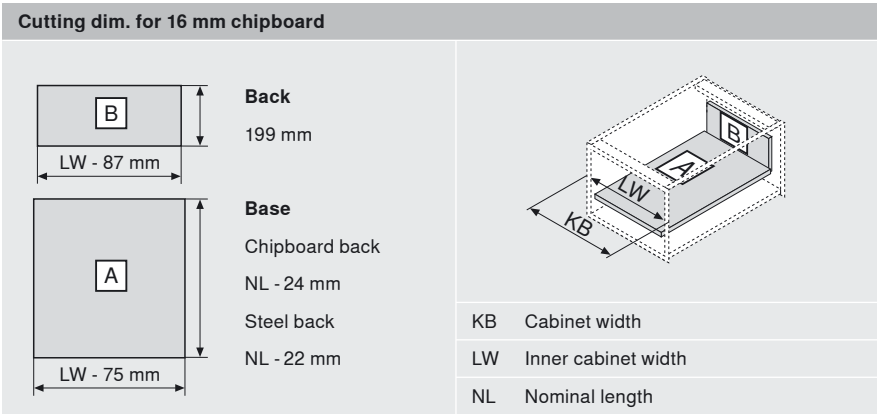 Cutting dim. for 16 mm chipboard
B
LW - 87 mm
Back
199 mm
A
LW - 75 mm
Base
Chipboard back
NL - 24 mm
Steel back
NL - 22 mm
B
A
LW
KB
KB Cabinet width
LW Inner cabinet width
NL Nominal length